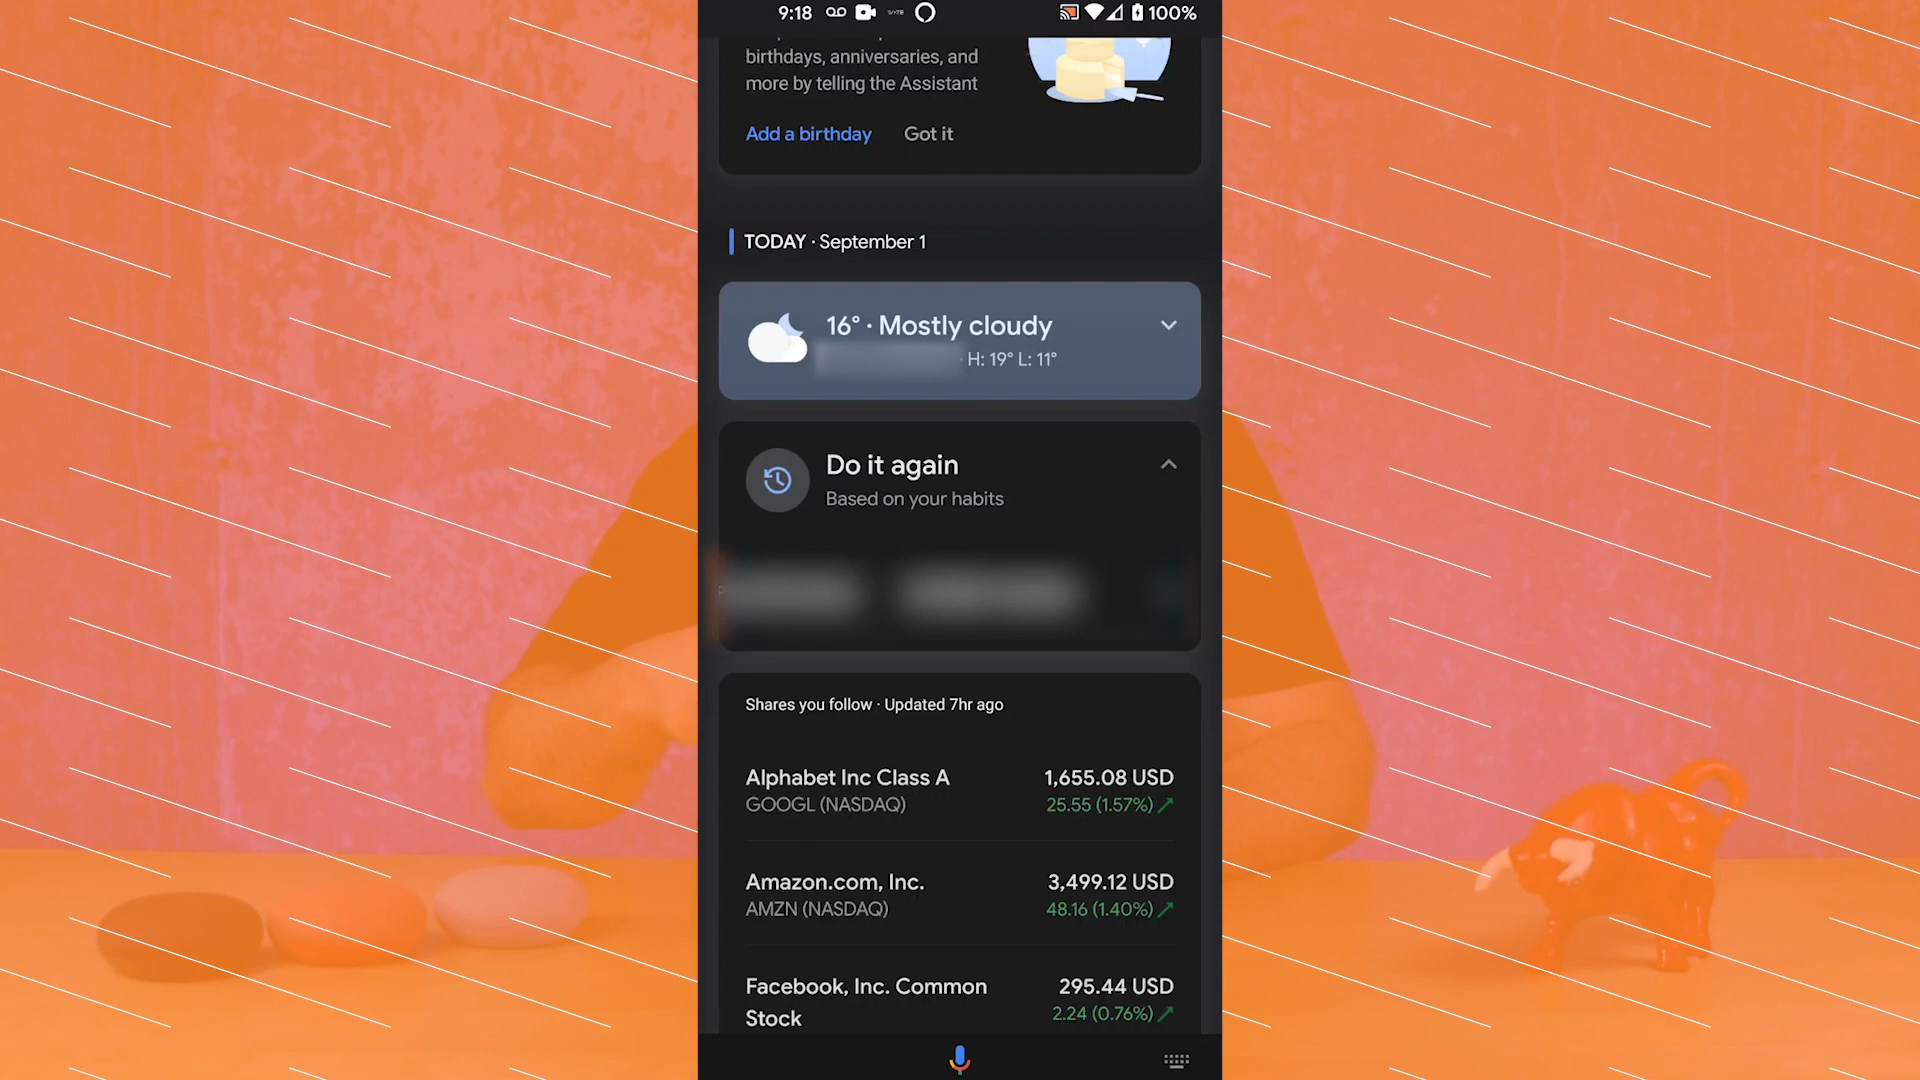 9:18 100%
birthdays, anniversaries, and
more by telling the Assistant
Add a birthday Got it
TODAY · September 1
16° · Mostly cloudy
· H: 19° L: 11°
Do it again
Based on your habits
Shares you follow · Updated 7hr ago
Alphabet Inc Class A 1,655.08 USD
GOOGL (NASDAQ) 25.55 (1.57%)
Amazon.com, Inc. 3,499.12 USD
AMZN (NASDAQ) 48.16 (1.40%)
Facebook, Inc. Common 295.44 USD
Stock 2.24 (0.76%)